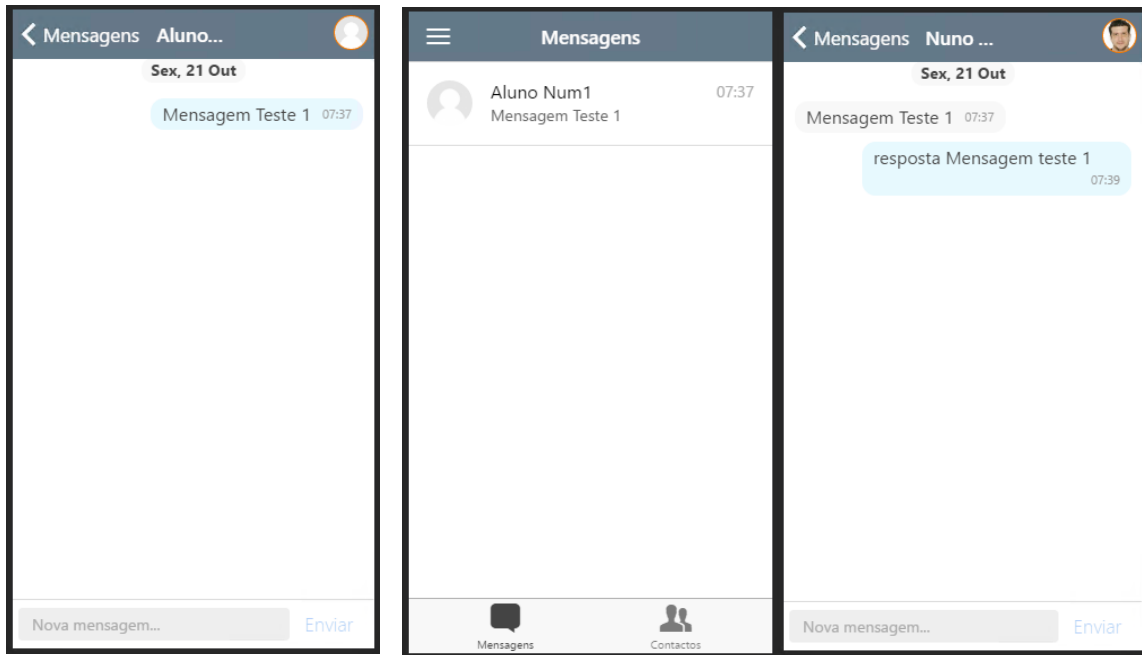 Mensagens Aluno...
Sex, 21 Out
Mensagem Teste 1 07:37
Nova mensagem... Enviar
Mensagens
Aluno Num1 07:37
Mensagem Teste 1
Mensagens Contactos
Mensagens Nuno ...
Sex, 21 Out
Mensagem Teste 1 07:37
resposta Mensagem teste 1
07:39
Nova mensagem... Enviar